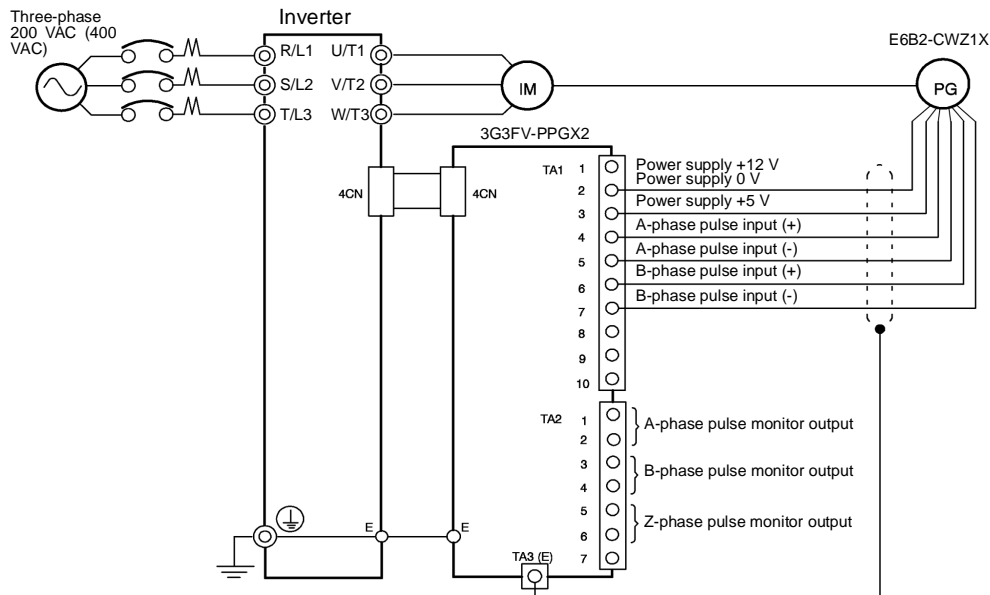 Three-phase
200 VAC (400
VAC)
Inverter
R/L1 U/T1
S/L2 V/T2
T/L3 W/T3
IM
E6B2-CWZ1X
PG
3G3FV-PPGX2
4CN
4CN
TA1
1 Power supply +12 V
2 Power supply 0 V
3 Power supply +5 V
4 A-phase pulse input (+)
5 A-phase pulse input (-)
6 B-phase pulse input (+)
7 B-phase pulse input (-)
8
9
10
TA2
1
2
A-phase pulse monitor output
3
4
B-phase pulse monitor output
5
6
Z-phase pulse monitor output
7
E
E
TA3 (E)